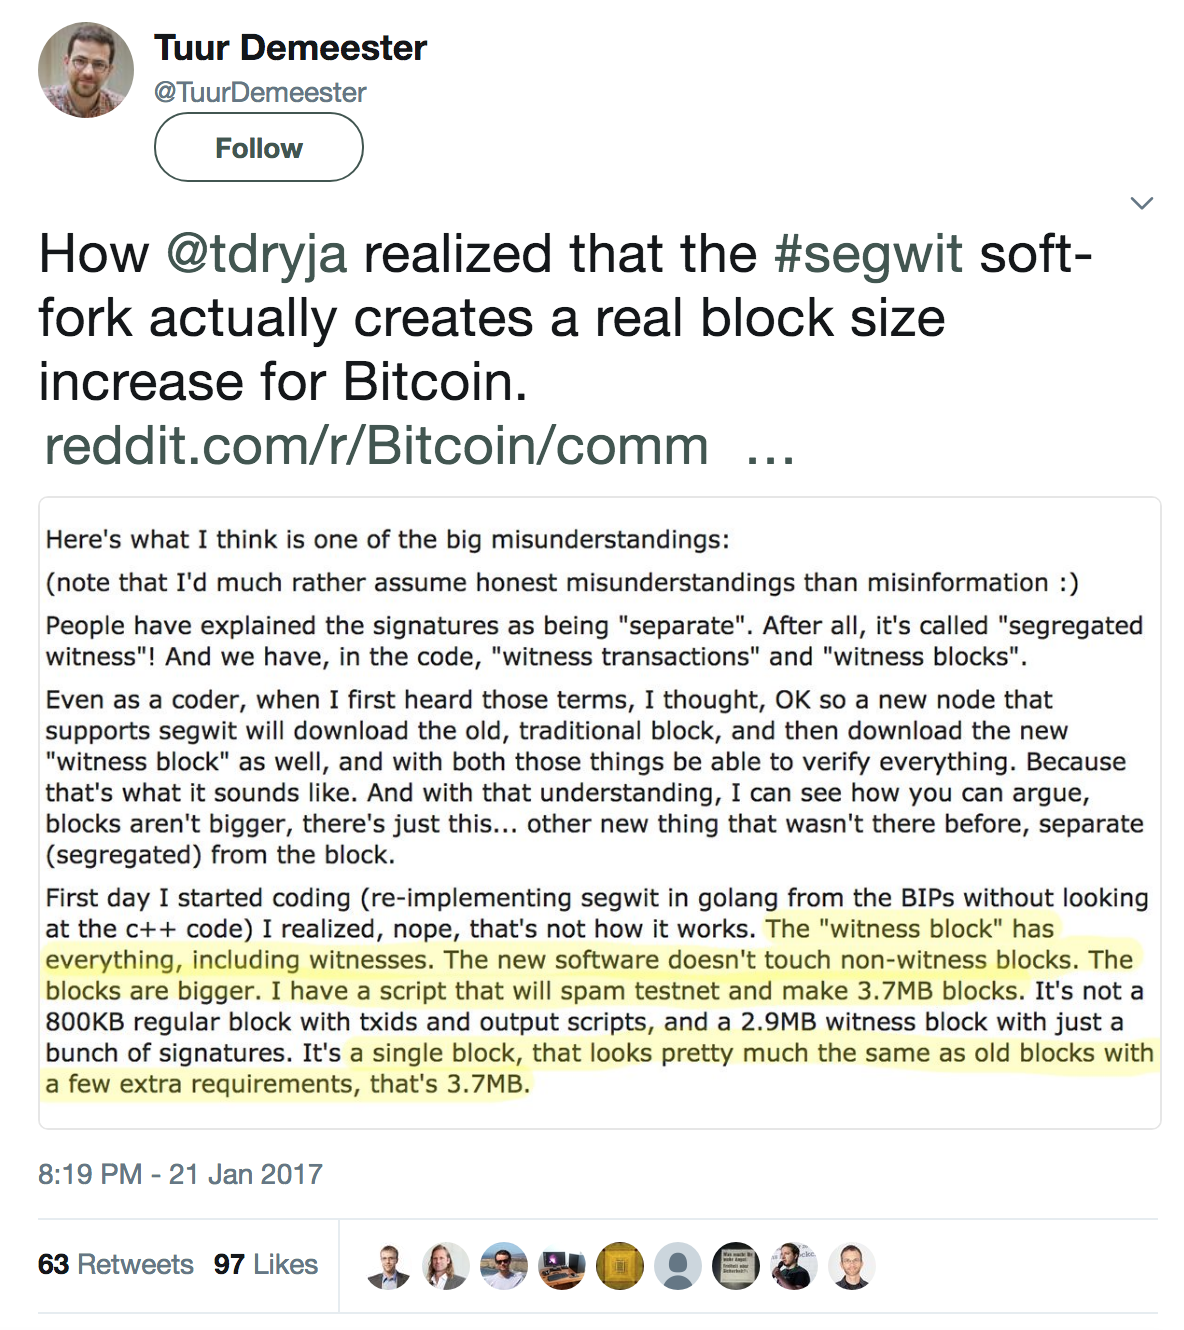 Tuur Demeester
@TuurDemeester
Follow
How @tdryja realized that the #segwit soft-
fork actually creates a real block size
increase for Bitcoin.
reddit.com/r/Bitcoin/comm …
Here's what I think is one of the big misunderstandings:
(note that I'd much rather assume honest misunderstandings than misinformation :)
People have explained the signatures as being "separate". After all, it's called "segregated
witness"! And we have, in the code, "witness transactions" and "witness blocks".
Even as a coder, when I first heard those terms, I thought, OK so a new node that
supports segwit will download the old, traditional block, and then download the new
"witness block" as well, and with both those things be able to verify everything. Because
that's what it sounds like. And with that understanding, I can see how you can argue,
blocks aren't bigger, there's just this... other new thing that wasn't there before, separate
(segregated) from the block.
First day I started coding (re-implementing segwit in golang from the BIPs without looking
at the c++ code) I realized, nope, that's not how it works. The "witness block" has
everything, including witnesses. The new software doesn't touch non-witness blocks. The
blocks are bigger. I have a script that will spam testnet and make 3.7MB blocks. It's not a
800KB regular block with txids and output scripts, and a 2.9MB witness block with just a
bunch of signatures. It's a single block, that looks pretty much the same as old blocks with
a few extra requirements, that's 3.7MB.
8:19 PM - 21 Jan 2017
63 Retweets 97 Likes